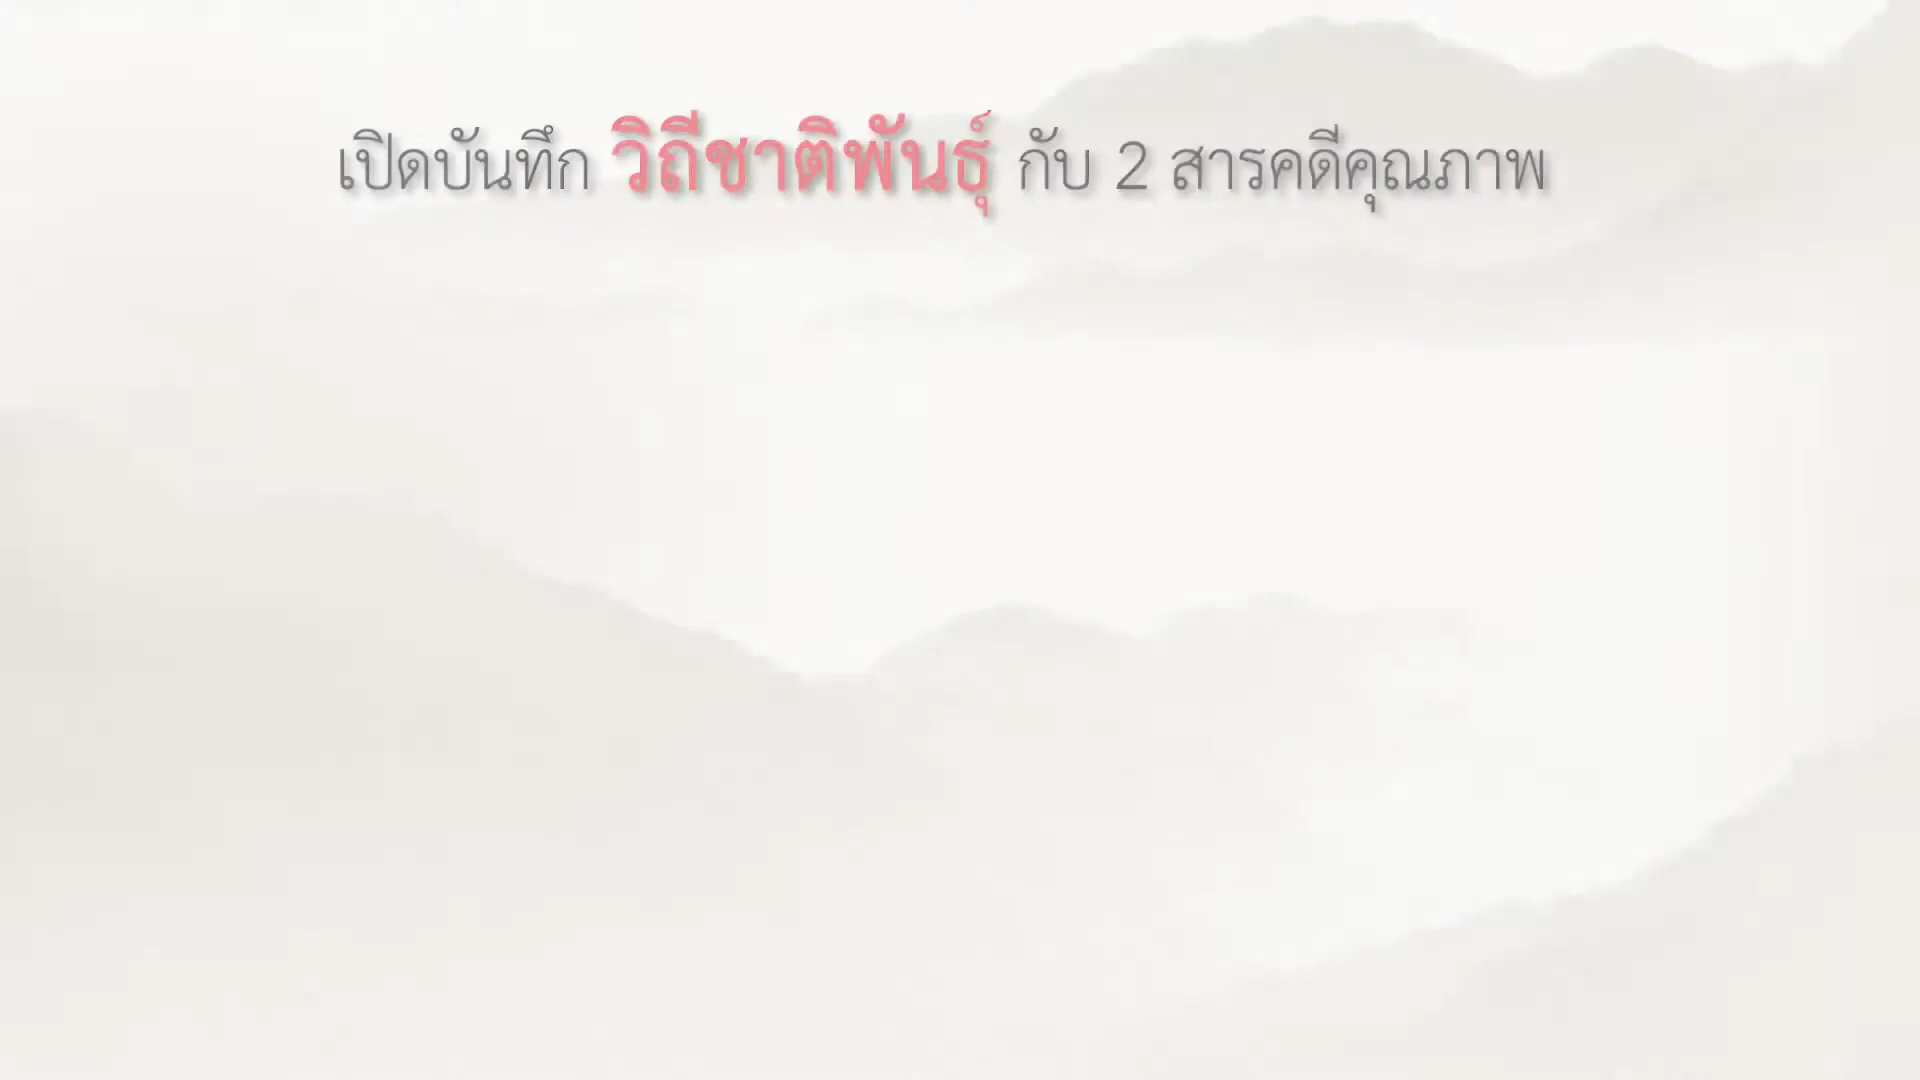 เปิดบันทึก วิถีชาติพันธุ์ กับ 2 สารคดีคุณภาพ